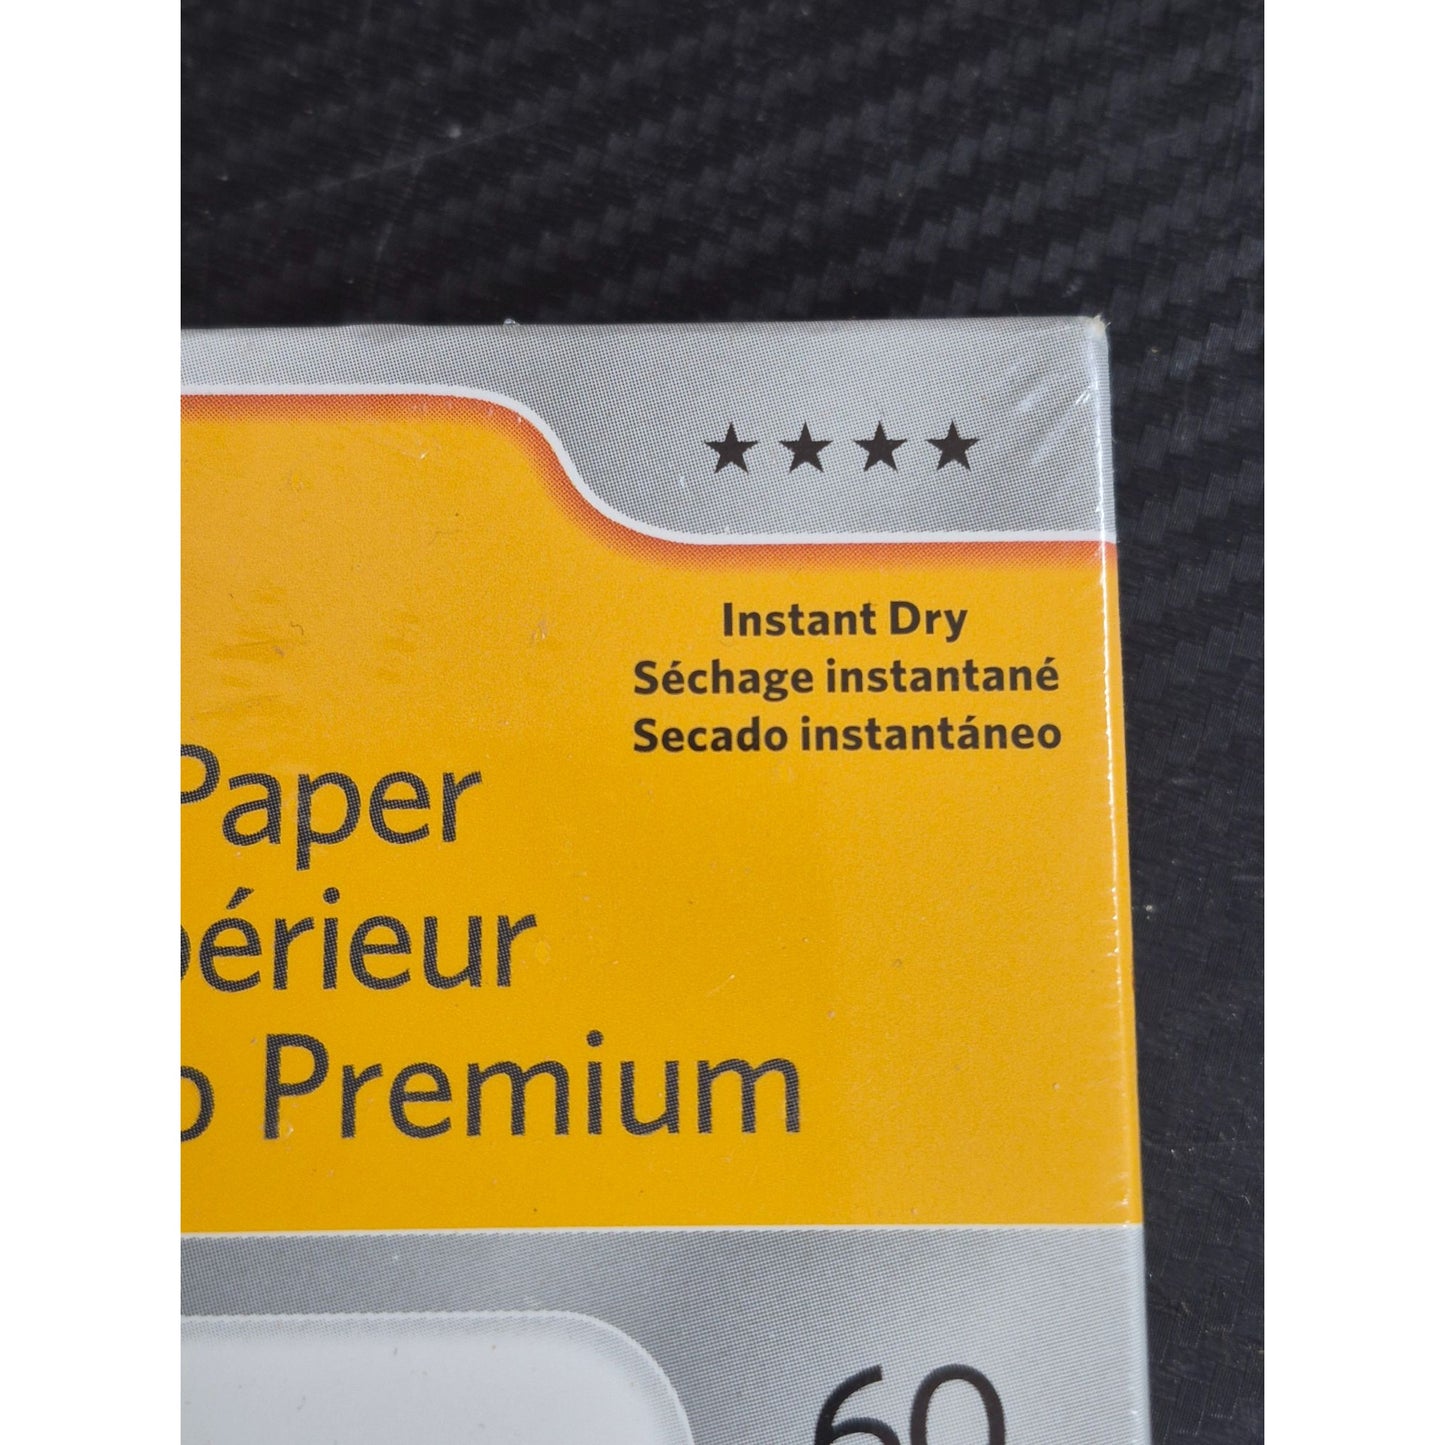 ★★★★
Instant Dry
Séchage instantané
Secado instantáneo
Paper
périeur
o Premium
60